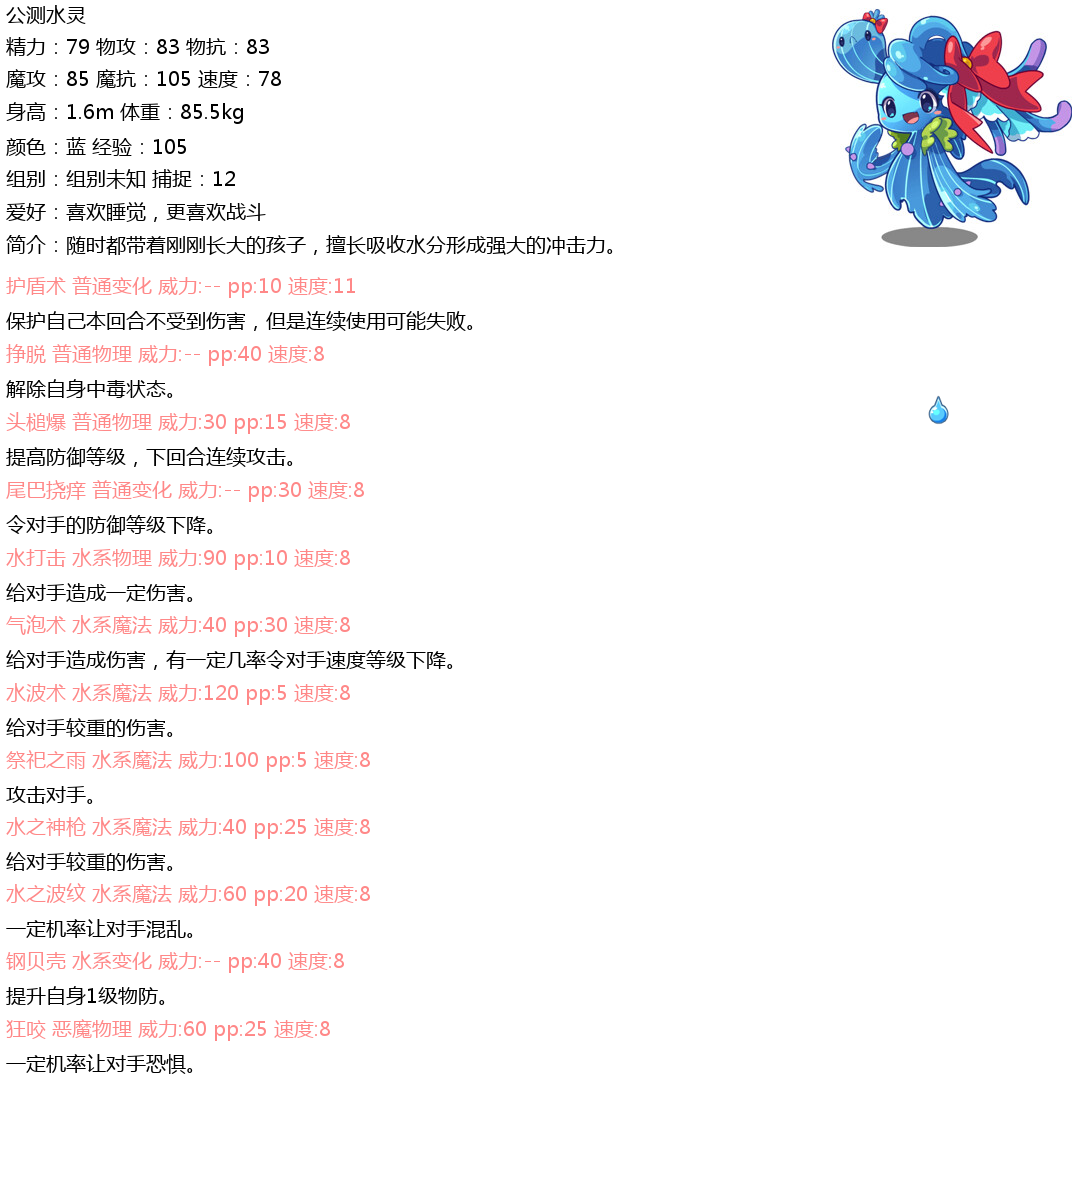 公测水灵
精力：79 物攻：83 物抗：83
魔攻：85 魔抗：105 速度：78
身高：1.6m 体重：85.5kg
颜色：蓝 经验：105
组别：组别未知 捕捉：12
爱好：喜欢睡觉，更喜欢战斗
简介：随时都带着刚刚长大的孩子，擅长吸收水分形成强大的冲击力。
护盾术 普通变化 威力:-- pp:10 速度:11
保护自己本回合不受到伤害，但是连续使用可能失败。
挣脱 普通物理 威力:-- pp:40 速度:8
解除自身中毒状态。
头槌爆 普通物理 威力:30 pp:15 速度:8
提高防御等级，下回合连续攻击。
尾巴挠痒 普通变化 威力:-- pp:30 速度:8
令对手的防御等级下降。
水打击 水系物理 威力:90 pp:10 速度:8
给对手造成一定伤害。
气泡术 水系魔法 威力:40 pp:30 速度:8
给对手造成伤害，有一定几率令对手速度等级下降。
水波术 水系魔法 威力:120 pp:5 速度:8
给对手较重的伤害。
祭祀之雨 水系魔法 威力:100 pp:5 速度:8
攻击对手。
水之神枪 水系魔法 威力:40 pp:25 速度:8
给对手较重的伤害。
水之波纹 水系魔法 威力:60 pp:20 速度:8
一定机率让对手混乱。
钢贝壳 水系变化 威力:-- pp:40 速度:8
提升自身1级物防。
狂咬 恶魔物理 威力:60 pp:25 速度:8
一定机率让对手恐惧。